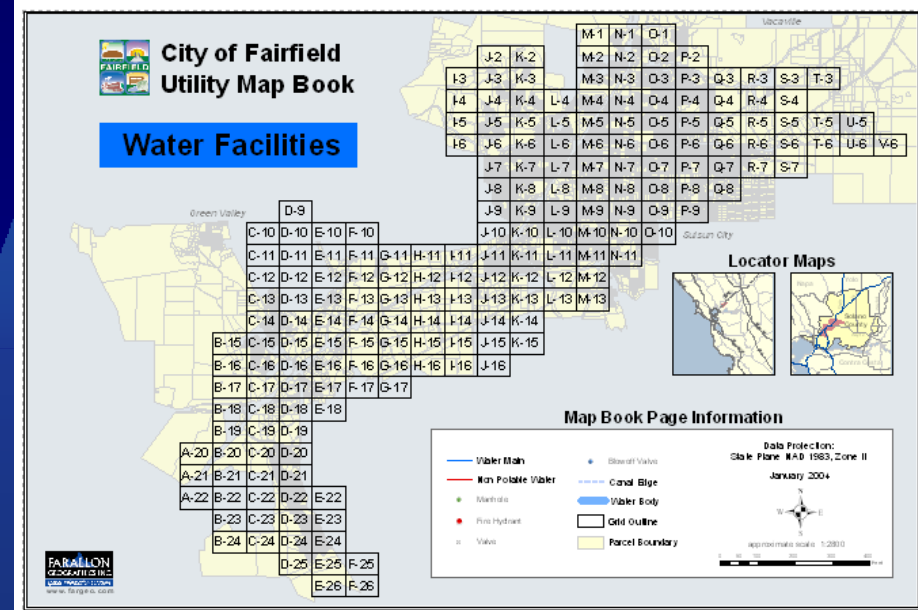 City of Fairfield
Utility Map Book
FAIRFIELD
Water Facilities
Vacaville
M-1 N-1 O-1
J-2 K-2 M-2 N-2 O-2 P-2
I-3 J-3 K-3 M-3 N-3 O-3 P-3 Q-3 R-3 S-3 T-3
I-4 J-4 K-4 L-4 M-4 N-4 O-4 P-4 Q-4 R-4 S-4
I-5 J-5 K-5 L-5 M-5 N-5 O-5 P-5 Q-5 R-5 S-5 T-5 U-5
I-6 J-6 K-6 L-6 M-6 N-6 O-6 P-6 Q-6 R-6 S-6 T-6 U-6 V-6
J-7 K-7 L-7 M-7 N-7 O-7 P-7 Q-7 R-7 S-7
J-8 K-8 L-8 M-8 N-8 O-8 P-8 Q-8
D-9 J-9 K-9 L-9 M-9 N-9 O-9 P-9
Green Valley
C-10 D-10 E-10 F-10 J-10 K-10 L-10 M-10 N-10 O-10
Suisun City
C-11 D-11 E-11 F-11 G-11 H-11 I-11 J-11 K-11 L-11 M-11 N-11
C-12 D-12 E-12 F-12 G-12 H-12 I-12 J-12 K-12 L-12 M-12
C-13 D-13 E-13 F-13 G-13 H-13 I-13 J-13 K-13 L-13 M-13
C-14 D-14 E-14 F-14 G-14 H-14 I-14 J-14 K-14
B-15 C-15 D-15 E-15 F-15 G-15 H-15 I-15 J-15 K-15
B-16 C-16 D-16 E-16 F-16 G-16 H-16 I-16 J-16
B-17 C-17 D-17 E-17 F-17 G-17
B-18 C-18 D-18 E-18
B-19 C-19 D-19
A-20 B-20 C-20 D-20
A-21 B-21 C-21 D-21
A-22 B-22 C-22 D-22 E-22
B-23 C-23 D-23 E-23
B-24 C-24 D-24 E-24
D-25 E-25 F-25
E-26 F-26
Locator Maps
Napa
Solano
County
Contra Costa
Map Book Page Information
Water Main
Non Potable Water
Manhole
Fire Hydrant
Valve
Blowoff Valve
Canal Edge
Water Body
Grid Outline
Parcel Boundary
Data Projection:
State Plane NAD 1983, Zone II
January 2004
N
W E
S
approximate scale 1:2800
FARALLON
GEOGRAPHICS INC.
www.fargeo.com